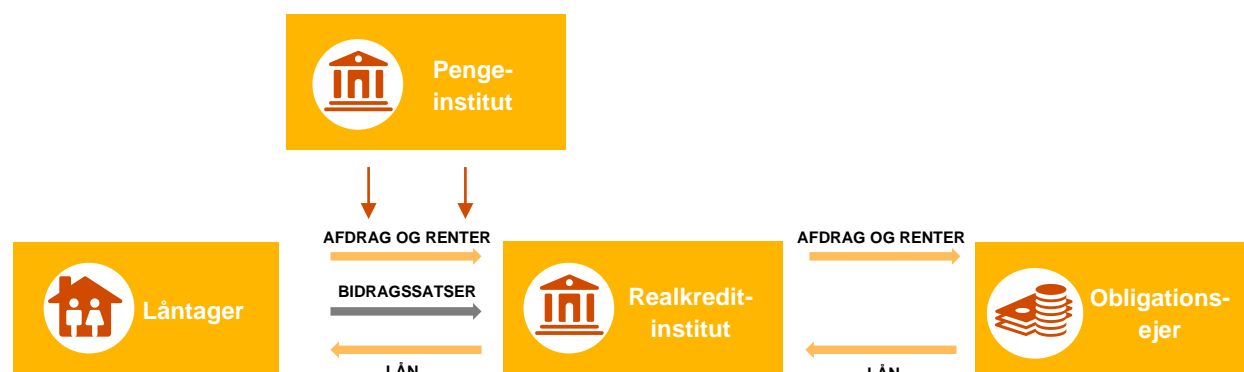 Penge-
institut
AFDRAG OG RENTER
AFDRAG OG RENTER
Låntager
BIDRAGSSATSER
Realkredit-
institut
Obligations-
ejer
LÅN
LÅN